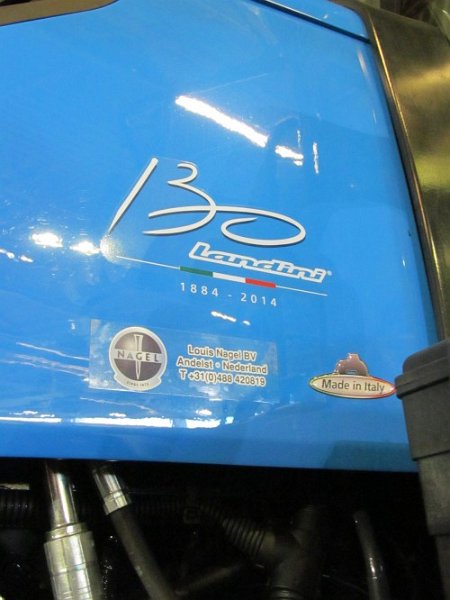 130
Landini
1884 - 2014
NAGEL
Louis Nagel BV
Andelst - Nederland
T +31(0)488 420819
Made in Italy